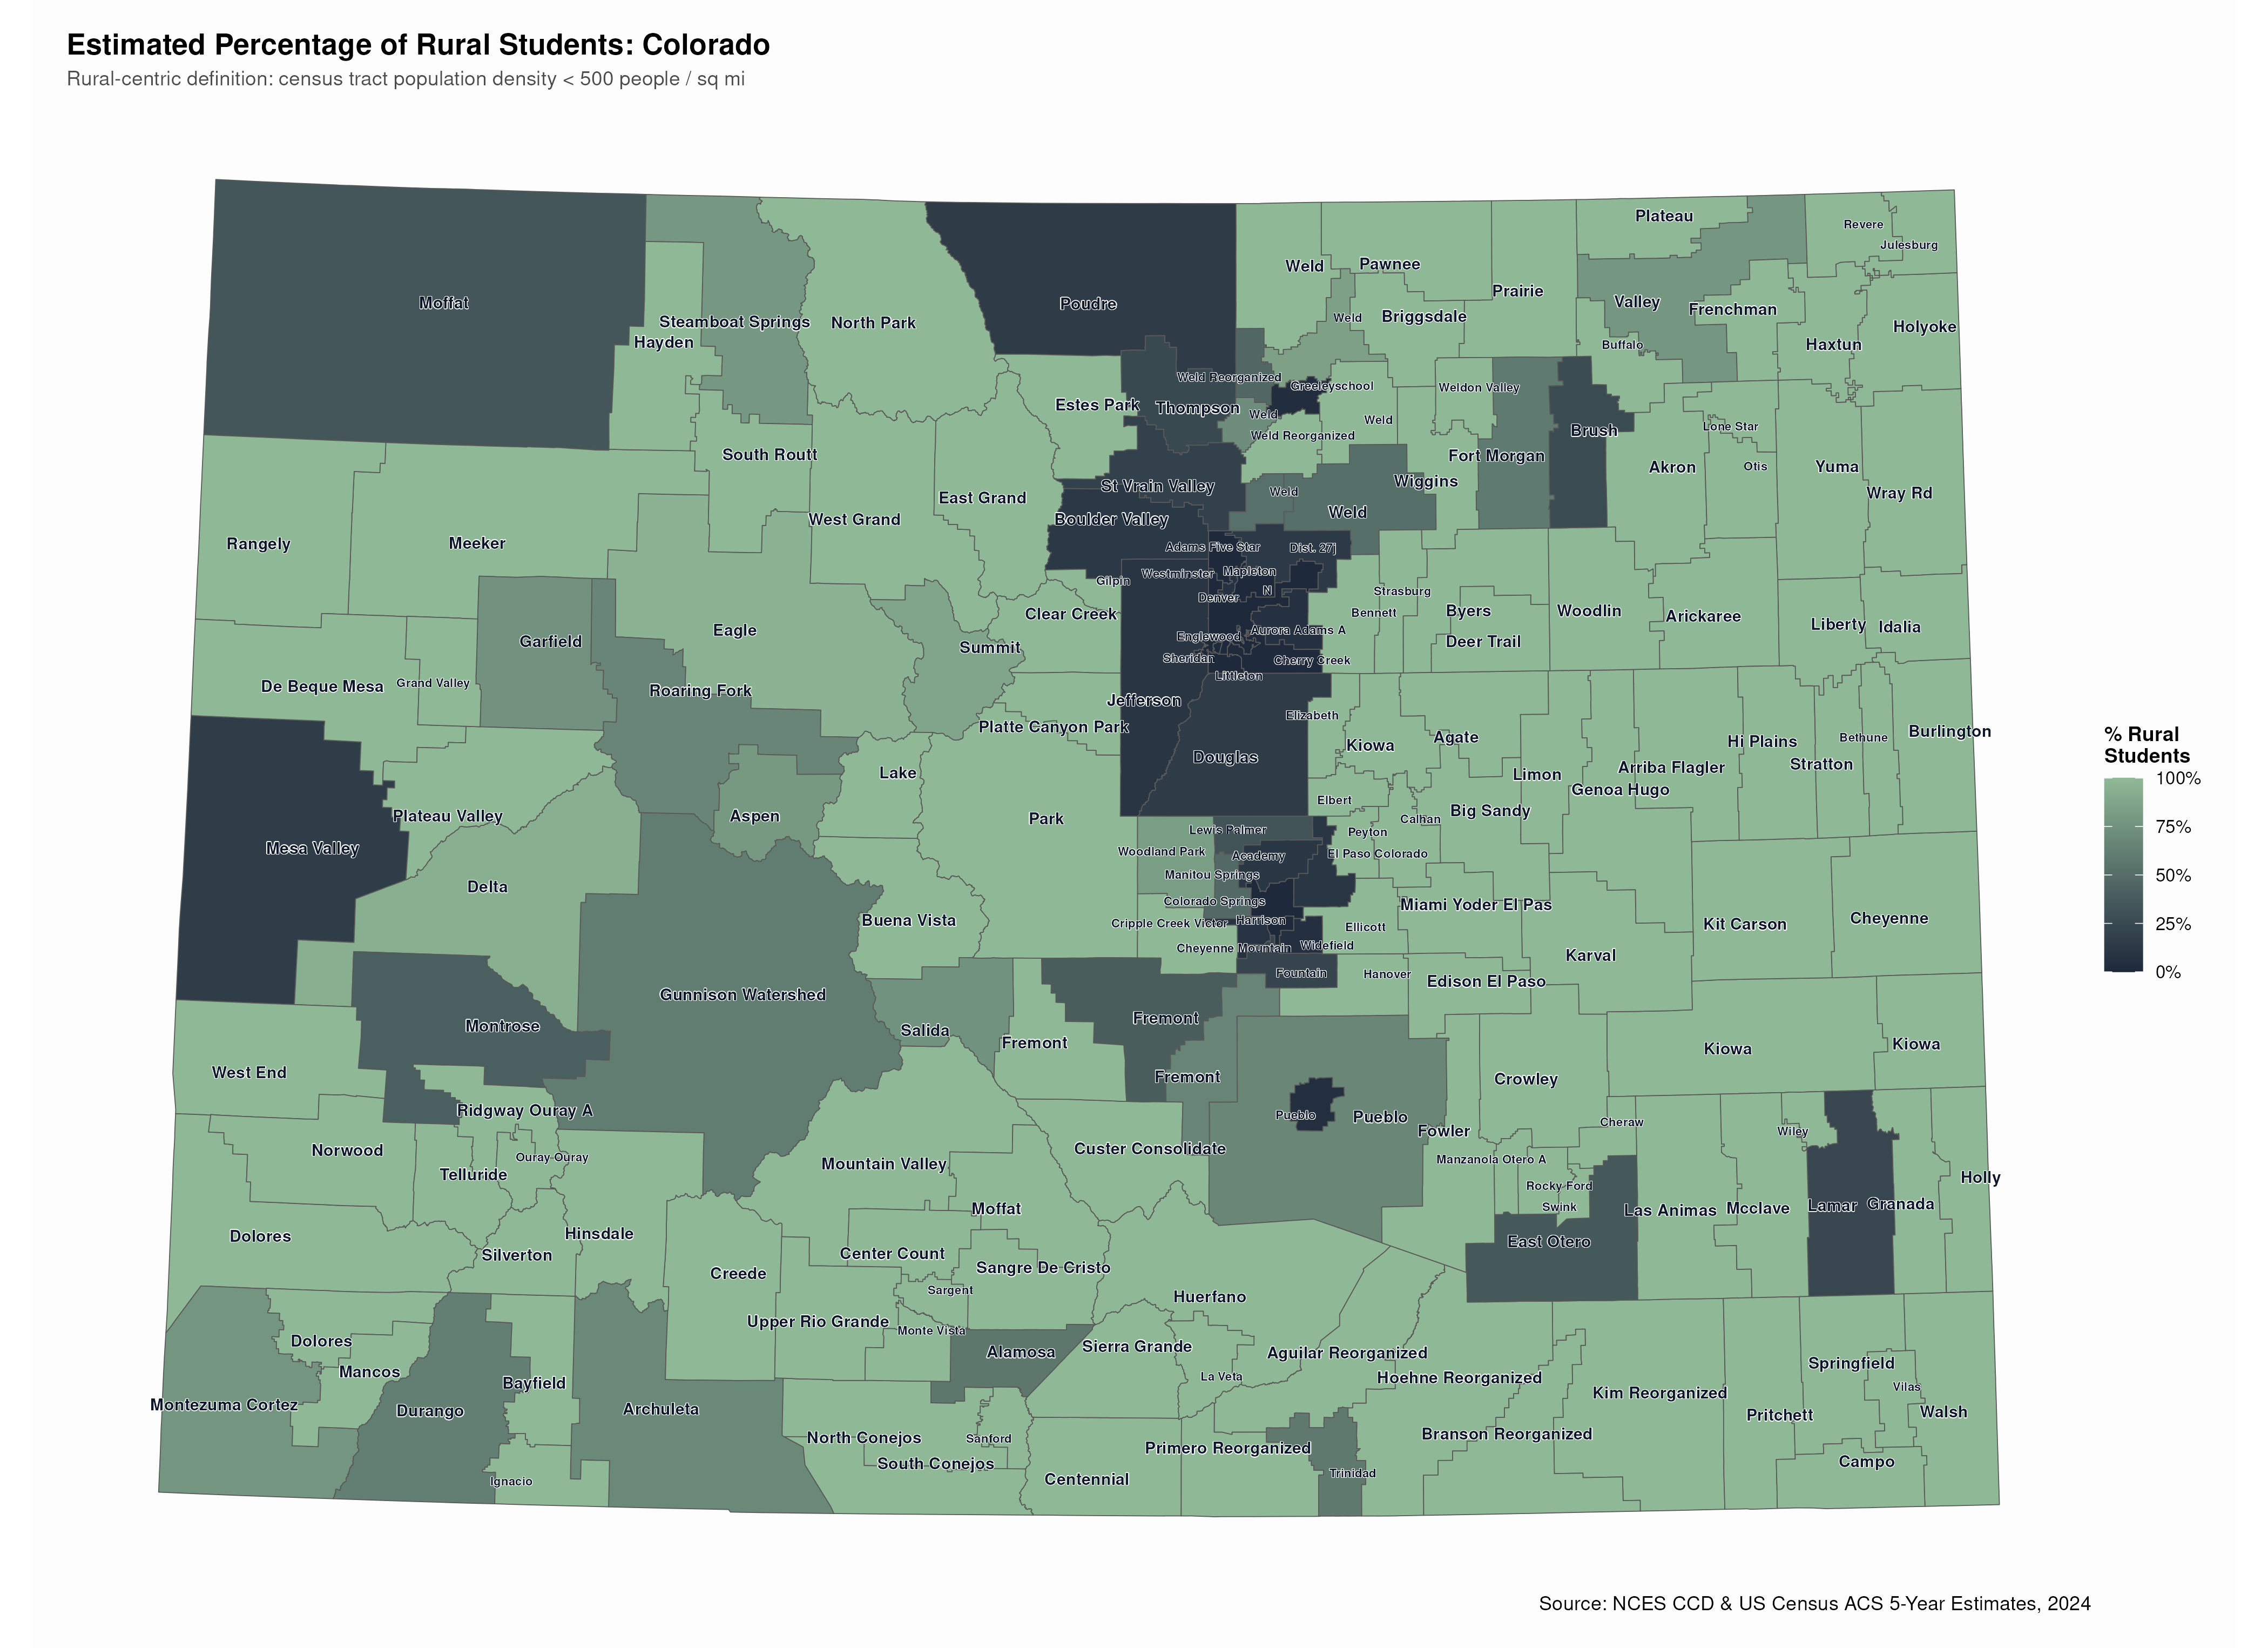 Estimated Percentage of Rural Students: Colorado
Rural-centric definition: census tract population density < 500 people / sq mi
Plateau
Revere
Julesburg
Weld
Pawnee
Prairie
Moffat
Poudre
Valley
Frenchman
Steamboat Springs
North Park
Weld
Briggsdale
Holyoke
Hayden
Buffalo
Haxtun
Weld Reorganized
Greeleyschool
Weldon Valley
Estes Park
Thompson
Weld
Weld
Lone Star
Brush
Weld Reorganized
South Routt
Fort Morgan
Akron
Otis
Yuma
Wiggins
St Vrain Valley
Weld
Wray Rd
East Grand
Weld
West Grand
Boulder Valley
Rangely
Meeker
Adams Five Star
Dist. 27j
Gilpin
Westminster
Mapleton
N
Strasburg
Denver
Clear Creek
Bennett
Byers
Woodlin
Arickaree
Liberty
Idalia
Eagle
Garfield
Englewood
Aurora Adams A
Deer Trail
Summit
Sheridan
Cherry Creek
De Beque Mesa
Grand Valley
Roaring Fork
Littleton
Jefferson
Elizabeth
Platte Canyon Park
Kiowa
Agate
Hi Plains
Bethune
Burlington
% Rural
Students
100%
75%
50%
25%
0%
Douglas
Lake
Limon
Arriba Flagler
Stratton
Genoa Hugo
Plateau Valley
Aspen
Park
Elbert
Big Sandy
Lewis Palmer
Peyton
Calhan
Mesa Valley
Woodland Park
Academy
El Paso Colorado
Delta
Manitou Springs
Colorado Springs
Miami Yoder El Pas
Buena Vista
Cripple Creek Victor
Harrison
Ellicott
Kit Carson
Cheyenne
Cheyenne Mountain
Widefield
Karval
Gunnison Watershed
Fountain
Hanover
Edison El Paso
Montrose
Salida
Fremont
Fremont
Kiowa
Kiowa
West End
Fremont
Crowley
Ridgway Ouray A
Pueblo
Pueblo
Fowler
Cheraw
Wiley
Norwood
Ouray Ouray
Custer Consolidate
Manzanola Otero A
Telluride
Mountain Valley
Rocky Ford
Holly
Moffat
Swink
Las Animas
Mcclave
Lamar
Granada
Dolores
Hinsdale
East Otero
Silverton
Center Count
Creede
Sangre De Cristo
Sargent
Huerfano
Upper Rio Grande
Monte Vista
Dolores
Alamosa
Sierra Grande
Aguilar Reorganized
Springfield
Mancos
La Veta
Hoehne Reorganized
Bayfield
Kim Reorganized
Vilas
Montezuma Cortez
Durango
Archuleta
Pritchett
Walsh
North Conejos
Sanford
Primero Reorganized
Branson Reorganized
South Conejos
Campo
Ignacio
Centennial
Trinidad
Source: NCES CCD & US Census ACS 5-Year Estimates, 2024